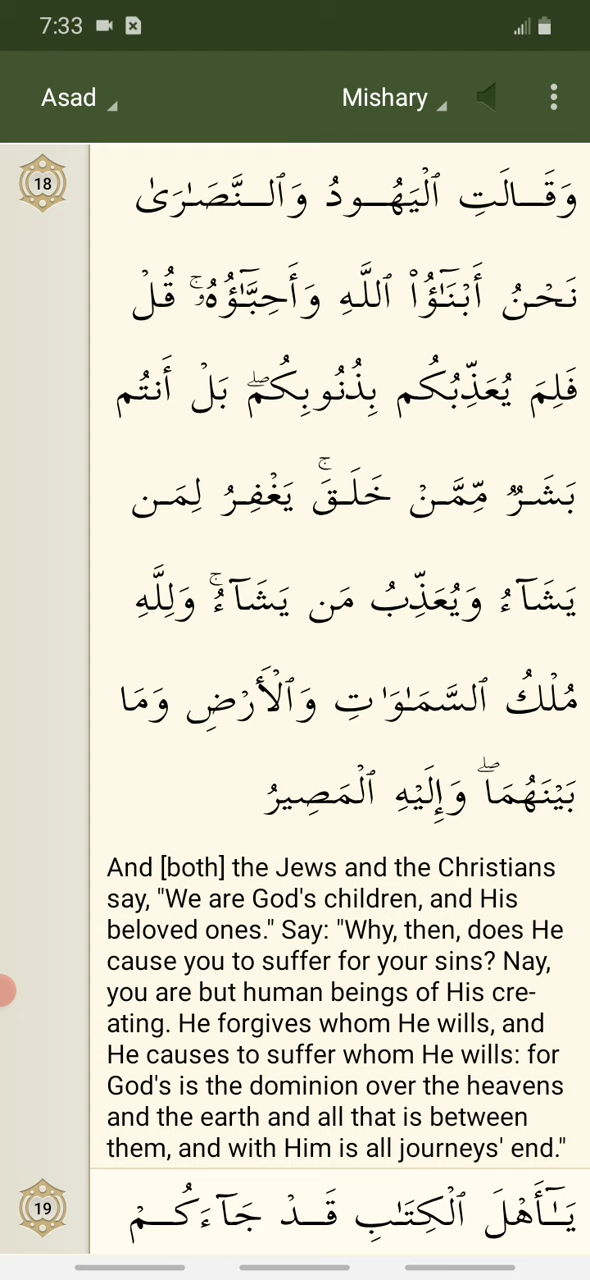 7:33
Asad
Mishary
18
وَقَالَتِ ٱلْيَهُودُ وَٱلنَّصَـٰرَىٰ
نَحْنُ أَبْنَـٰٓؤُا۟ ٱللَّهِ وَأَحِبَّـٰٓؤُهُۥ ۚ قُلْ
فَلِمَ يُعَذِّبُكُم بِذُنُوبِكُم ۖ بَلْ أَنتُم
بَشَرٌ مِّمَّنْ خَلَقَ ۚ يَغْفِرُ لِمَن
يَشَآءُ وَيُعَذِّبُ مَن يَشَآءُ ۚ وَلِلَّهِ
مُلْكُ ٱلسَّمَـٰوَٰتِ وَٱلْأَرْضِ وَمَا
بَيْنَهُمَا ۖ وَإِلَيْهِ ٱلْمَصِيرُ
And [both] the Jews and the Christians
say, "We are God's children, and His
beloved ones." Say: "Why, then, does He
cause you to suffer for your sins? Nay,
you are but human beings of His cre-
ating. He forgives whom He wills, and
He causes to suffer whom He wills: for
God's is the dominion over the heavens
and the earth and all that is between
them, and with Him is all journeys' end."
19
يَـٰٓأَهْلَ ٱلْكِتَـٰبِ قَدْ جَآءَكُمْ